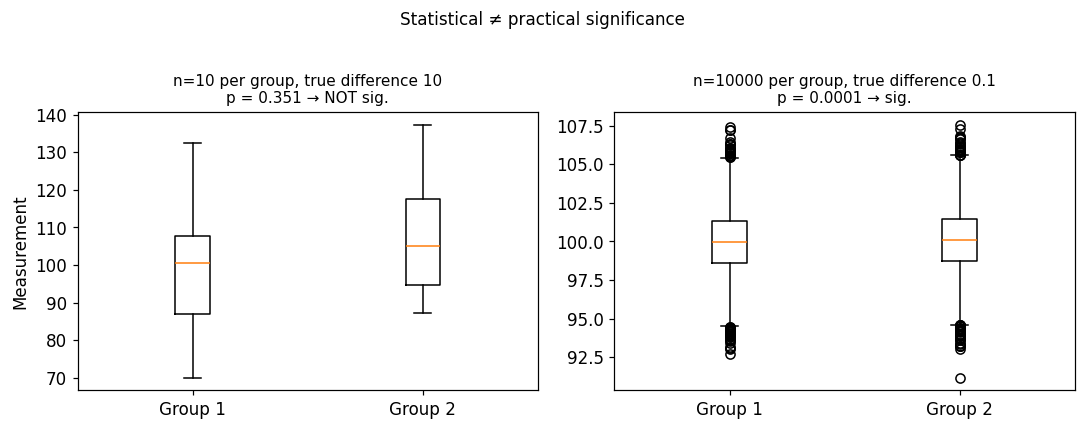 Statistical ≠ practical significance
n=10 per group, true difference 10
p = 0.351 → NOT sig.
Measurement
140
130
120
110
100
90
80
70
Group 1
Group 2
n=10000 per group, true difference 0.1
p = 0.0001 → sig.
107.5
105.0
102.5
100.0
97.5
95.0
92.5
Group 1
Group 2